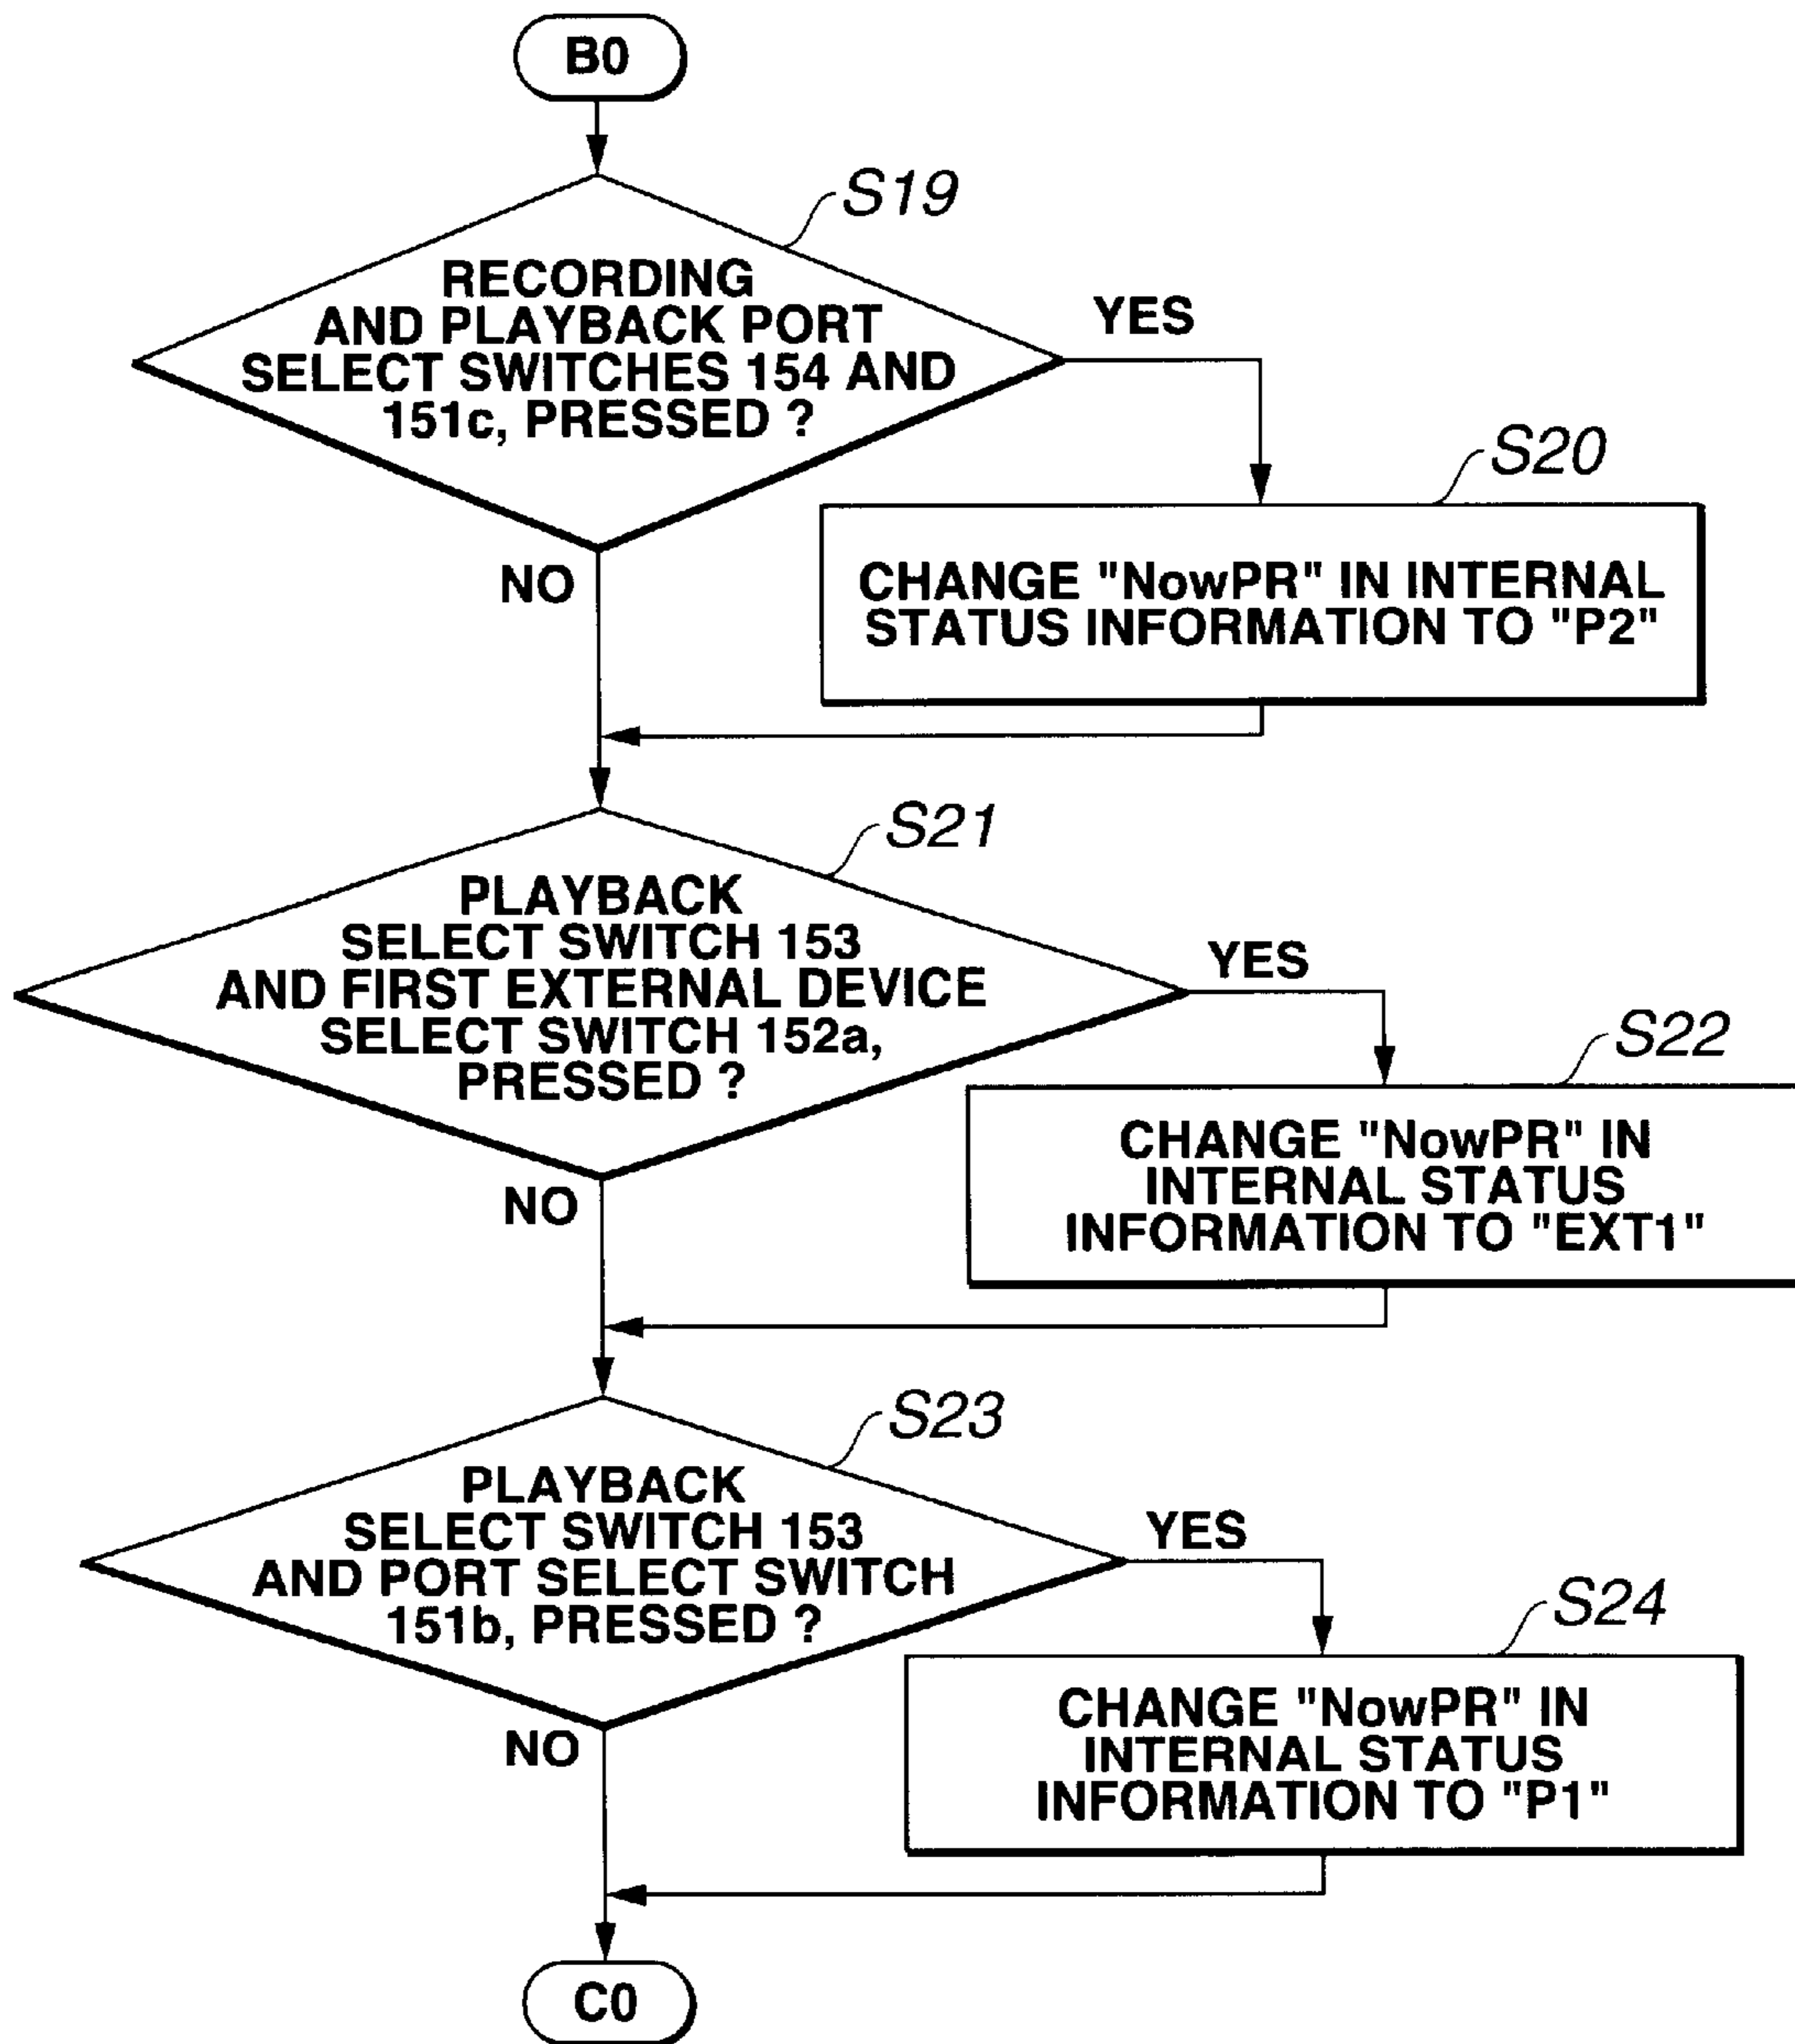 B0
S19
RECORDING
AND PLAYBACK PORT
SELECT SWITCHES 154 AND
151c, PRESSED ?
YES
S20
CHANGE "NowPR" IN INTERNAL
STATUS INFORMATION TO "P2"
NO
S21
PLAYBACK
SELECT SWITCH 153
AND FIRST EXTERNAL DEVICE
SELECT SWITCH 152a,
PRESSED ?
YES
S22
CHANGE "NowPR" IN
INTERNAL STATUS
INFORMATION TO "EXT1"
NO
S23
PLAYBACK
SELECT SWITCH 153
AND PORT SELECT SWITCH
151b, PRESSED ?
YES
S24
CHANGE "NowPR" IN
INTERNAL STATUS
INFORMATION TO "P1"
NO
C0